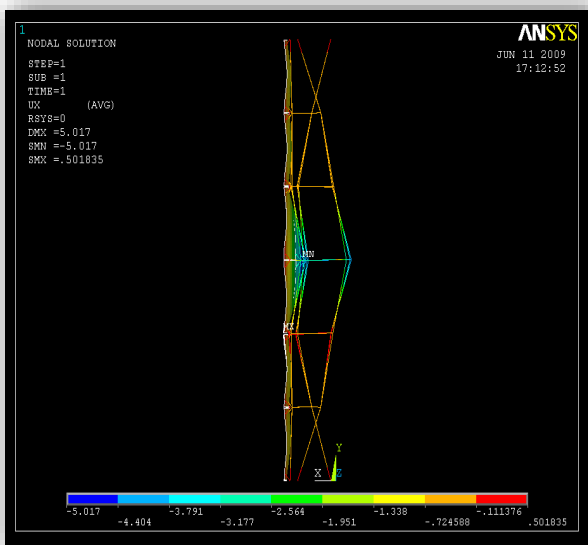 1
ANSYS
NODAL SOLUTION
JUN 11 2009
17:12:52
STEP=1
SUB =1
TIME=1
UX (AVG)
RSYS=0
DMX =5.017
SMN =-5.017
SMX =.501835
MN
MX
Y
X Z
-5.017 -3.791 -2.564 -1.338 -.111376
-4.404 -3.177 -1.951 -.724588 .501835